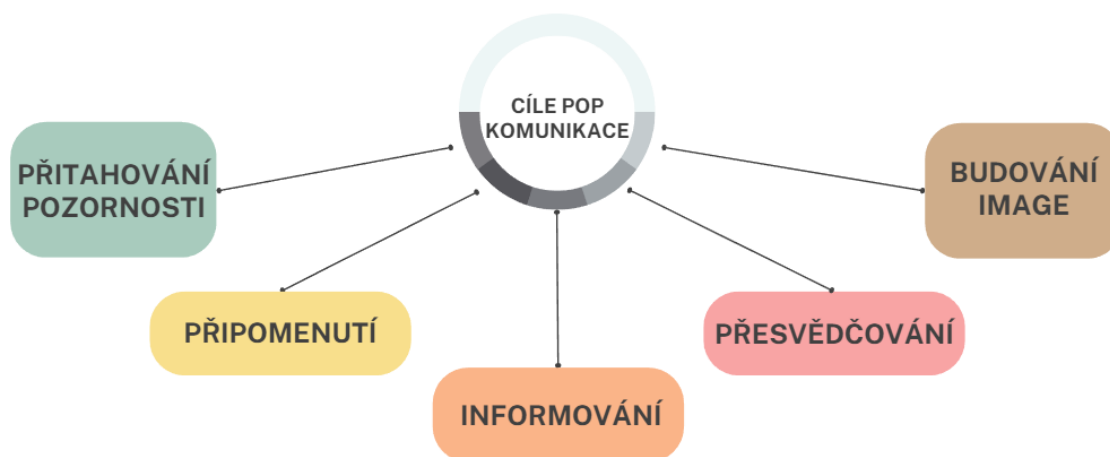 CÍLE POP
KOMUNIKACE
PŘITAHOVÁNÍ
POZORNOSTI
BUDOVÁNÍ
IMAGE
PŘIPOMENUTÍ
PŘESVĚDČOVÁNÍ
INFORMOVÁNÍ